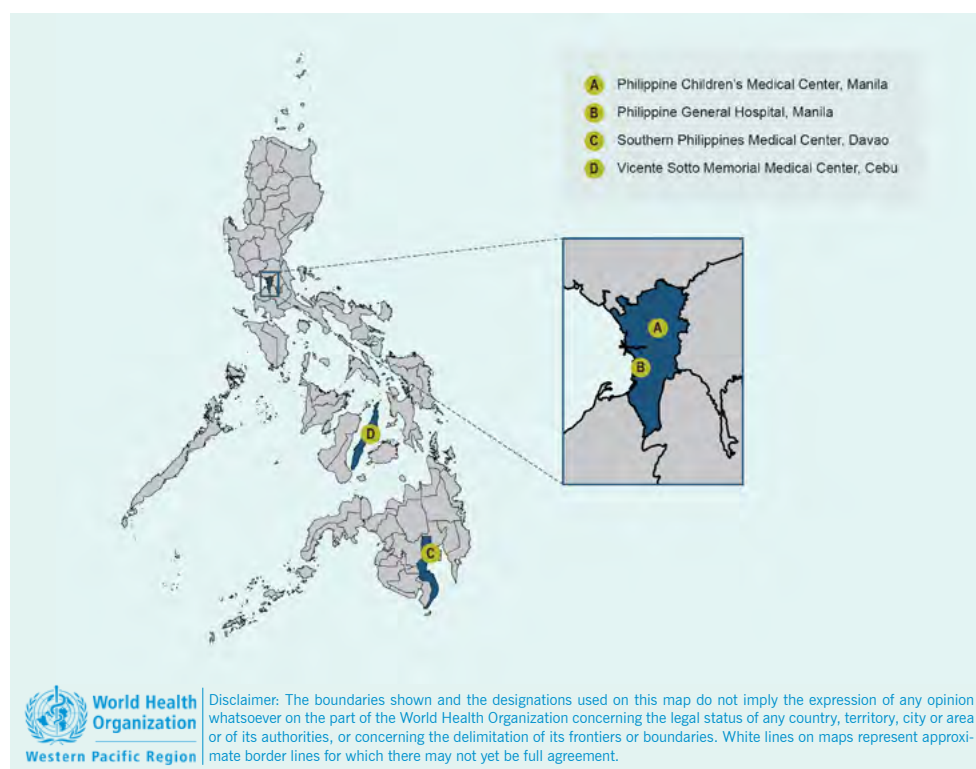 A Philippine Children's Medical Center, Manila
B Philippine General Hospital, Manila
C Southern Philippines Medical Center, Davao
D Vicente Sotto Memorial Medical Center, Cebu
A
B
D
C
World Health
Organization
Western Pacific Region
Disclaimer: The boundaries shown and the designations used on this map do not imply the expression of any opinion
whatsoever on the part of the World Health Organization concerning the legal status of any country, territory, city or area
or of its authorities, or concerning the delimitation of its frontiers or boundaries. White lines on maps represent approxi-
mate border lines for which there may not yet be full agreement.